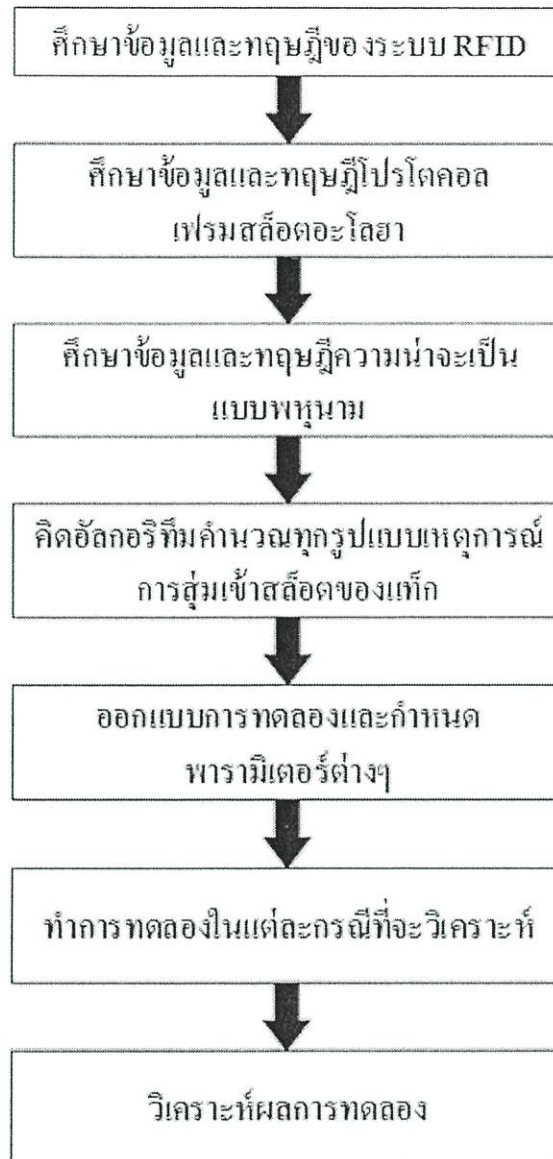 ศึกษาข้อมูลและทฤษฎีของระบบ RFID
ศึกษาข้อมูลและทฤษฎีโปรโตคอล
เฟรมสล็อตอะโลฮา
ศึกษาข้อมูลและทฤษฎีความน่าจะเป็น
แบบพหุนาม
คิดอัลกอริทึมคำนวณทุกรูปแบบเหตุการณ์
การสุ่มเข้าสล็อตของแท็ก
ออกแบบการทดลองและกำหนด
พารามิเตอร์ต่างๆ
ทำการทดลองในแต่ละกรณีที่จะวิเคราะห์
วิเคราะห์ผลการทดลอง